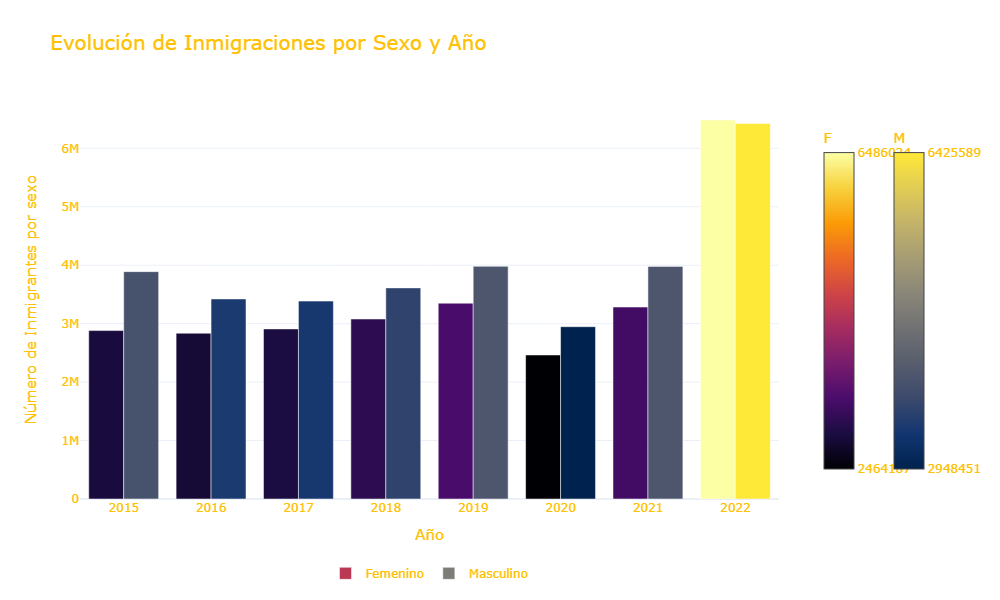 Evolución de Inmigraciones por Sexo y Año
F
M
6425589
2948451
6M
5M
4M
3M
2M
1M
0
Número de Inmigrantes por sexo
2015
2016
2017
2018
2019
2020
2021
2022
Año
Femenino
Masculino